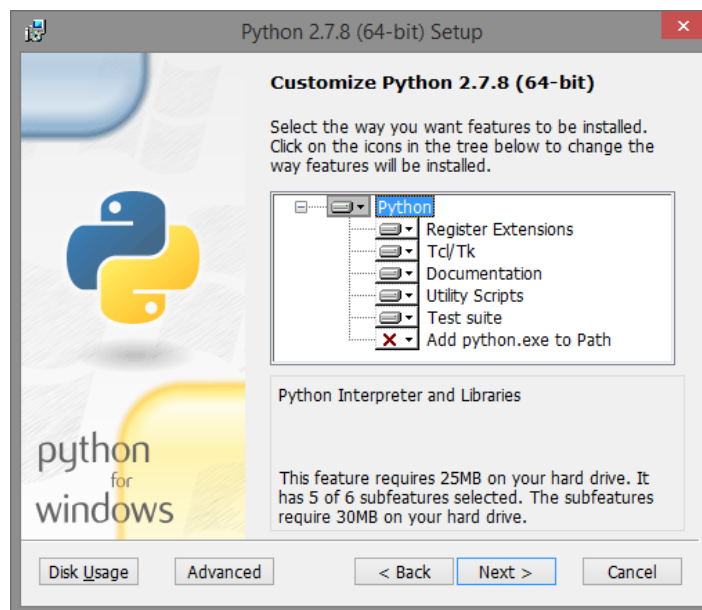 Python 2.7.8 (64-bit) Setup
Customize Python 2.7.8 (64-bit)
Select the way you want features to be installed.
Click on the icons in the tree below to change the
way features will be installed.
Python
Register Extensions
Tcl/Tk
Documentation
Utility Scripts
Test suite
Add python.exe to Path
Python Interpreter and Libraries
This feature requires 25MB on your hard drive. It
has 5 of 6 subfeatures selected. The subfeatures
require 30MB on your hard drive.
python
for
windows
Disk Usage
Advanced
< Back
Next >
Cancel